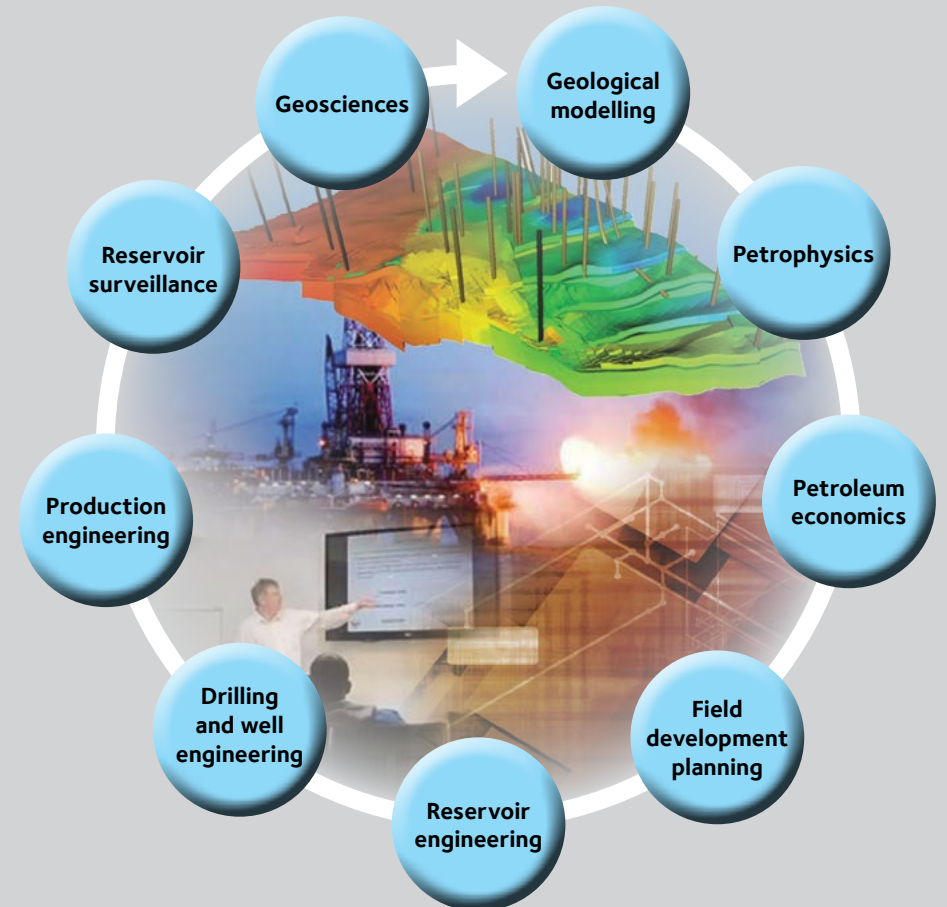 Geosciences
Geological
modelling
Petrophysics
Petroleum
economics
Field
development
planning
Reservoir
engineering
Drilling
and well
engineering
Production
engineering
Reservoir
surveillance